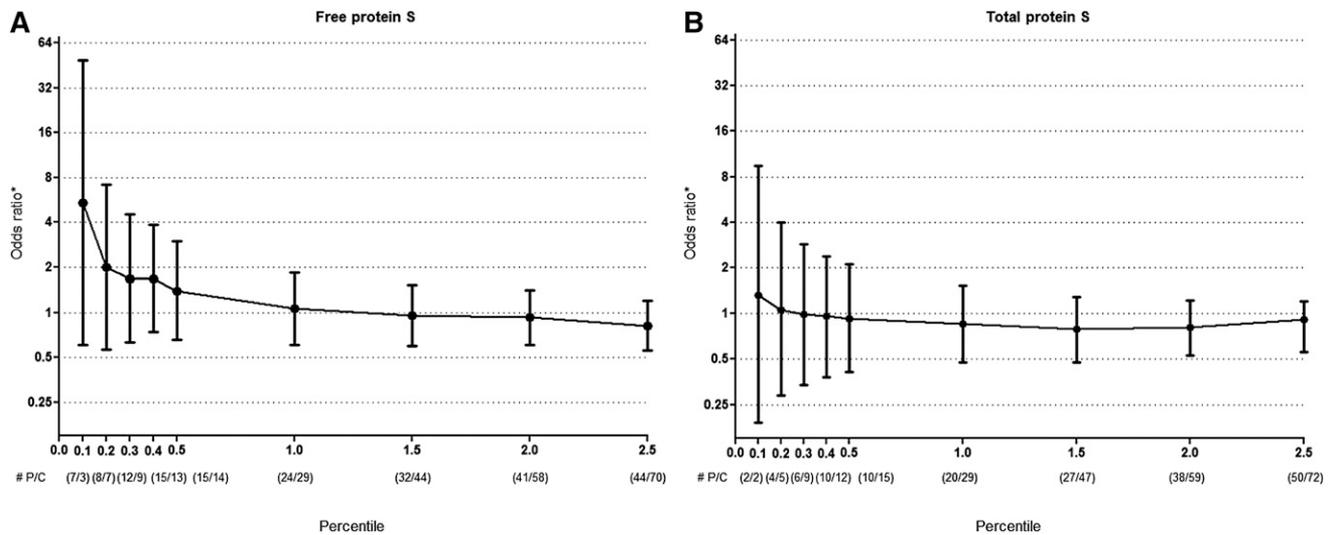 A
Free protein S
64
32
16
8
4
2
1
0.5
0.25
Odds ratio*
0.0 0.1 0.2 0.3 0.4 0.5 1.0 1.5 2.0 2.5
# P/C (7/3) (8/7) (12/9) (15/13) (15/14) (24/29) (32/44) (41/58) (44/70)
Percentile
B
Total protein S
64
32
16
8
4
2
1
0.5
0.25
Odds ratio*
0.0 0.1 0.2 0.3 0.4 0.5 1.0 1.5 2.0 2.5
# P/C (2/2) (4/5) (6/9) (10/12) (10/15) (20/29) (27/47) (38/59) (50/72)
Percentile